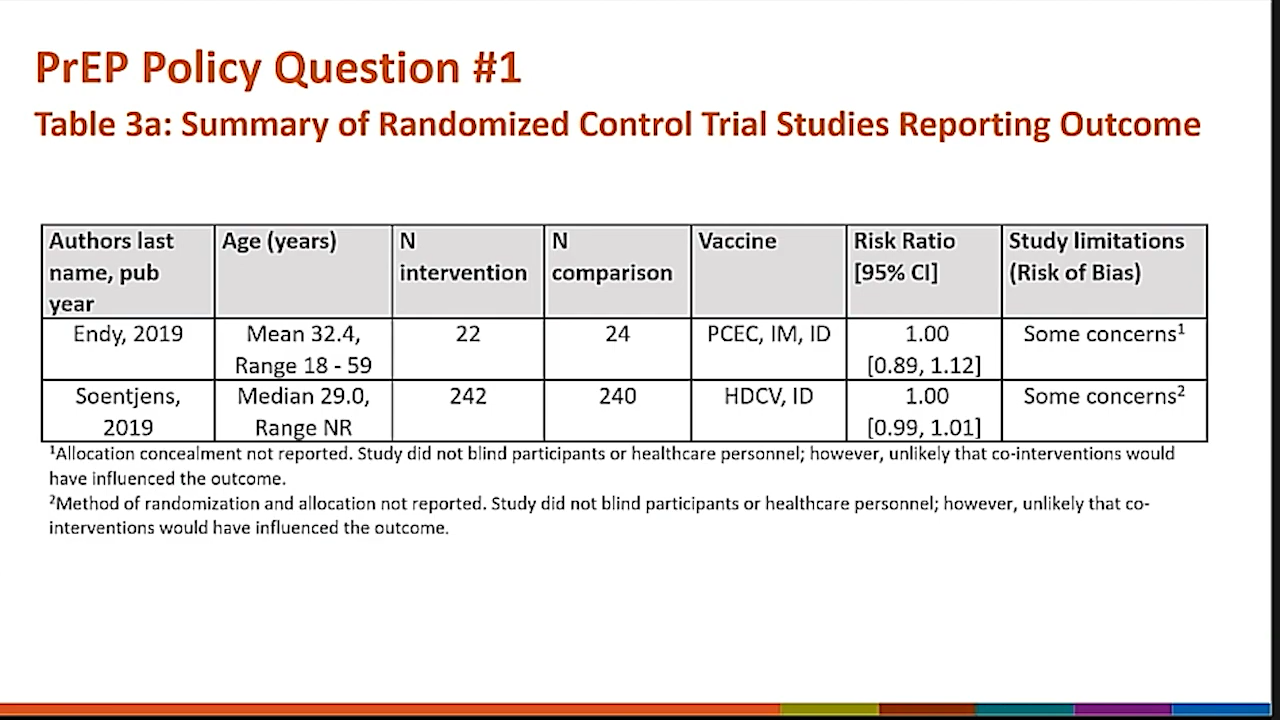 PrEP Policy Question #1
Table 3a: Summary of Randomized Control Trial Studies Reporting Outcome
Authors last name, pub year
Age (years)
N intervention
N comparison
Vaccine
Risk Ratio [95% CI]
Study limitations (Risk of Bias)
Endy, 2019
Mean 32.4, Range 18 - 59
22
24
PCEC, IM, ID
1.00 [0.89, 1.12]
Some concerns¹
Soentjens, 2019
Median 29.0, Range NR
242
240
HDCV, ID
1.00 [0.99, 1.01]
Some concerns²
¹Allocation concealment not reported. Study did not blind participants or healthcare personnel; however, unlikely that co-interventions would
have influenced the outcome.
²Method of randomization and allocation not reported. Study did not blind participants or healthcare personnel; however, unlikely that co-
interventions would have influenced the outcome.